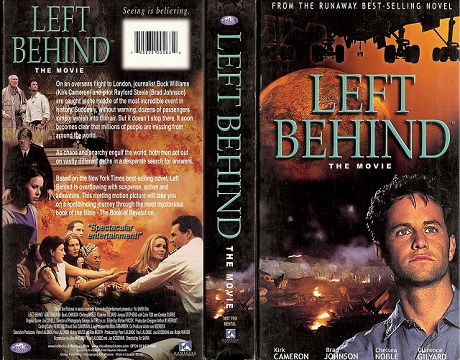 Seeing is believing.
LEFT
BEHIND
THE MOVIE
On an overseas flight to London, journalist Buck Williams
(Kirk Cameron) and pilot Rayford Steele (Brad Johnson)
are caught in the middle of the most incredible event in
history. Suddenly, without warning, dozens of passengers
simply vanish into thin air. But it doesn't stop there. It soon
becomes clear that millions of people are missing from
around the world.
As chaos and anarchy engulf the world, both men set out
on vastly different paths in a desperate search for answers.
Based on the New York Times best-selling novel, Left
Behind is overflowing with suspense, action and
adventure. This riveting motion picture will take you
on a spellbinding journey through the most mysterious
book of the Bible - The Book of Revelation.
"Spectacular
entertainment!"
LEFT BEHIND
THE MOVIE
NOT FOR
RENTAL
FROM THE RUNAWAY BEST-SELLING NOVEL
LEFT
BEHIND
THE MOVIE
Kirk
CAMERON
Brad
JOHNSON
Chelsea
NOBLE
Clarence
GILYARD